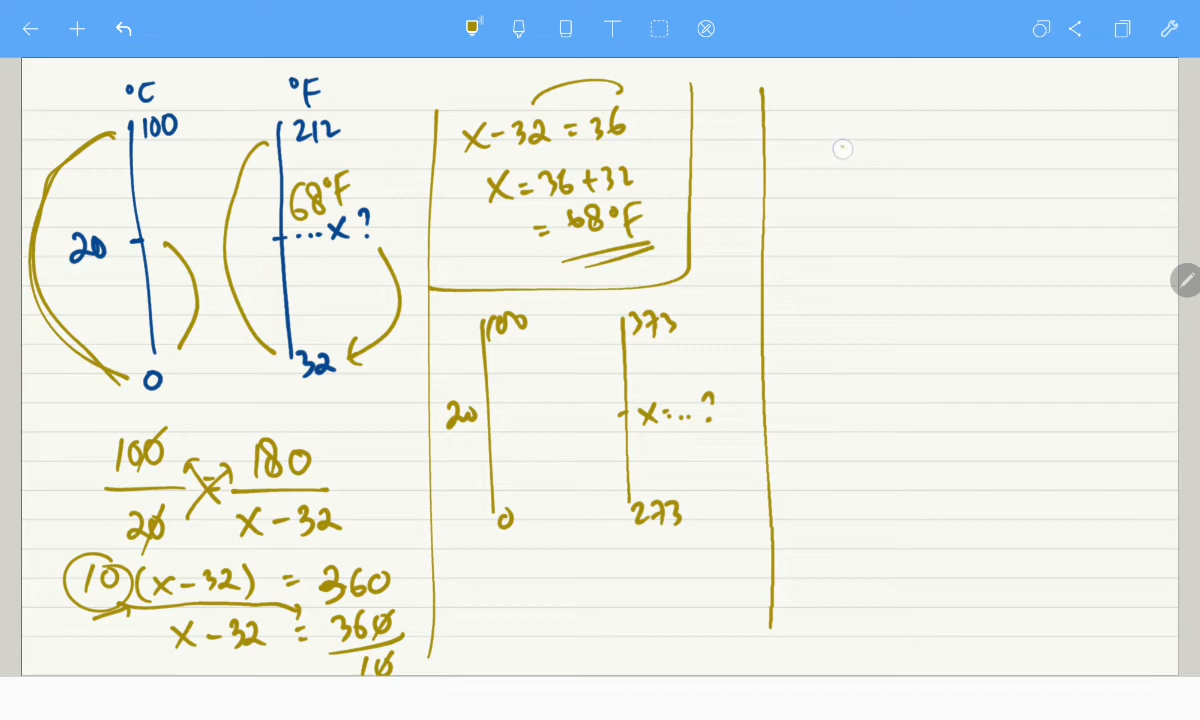 °C
°F
100
212
68°F
20
...x?
32
0
100/20 = 180/x-32
10(x-32) = 360
x-32 = 360/10
x-32=36
x=36+32
= 68°F
100
373
20
x=...?
0
273
T